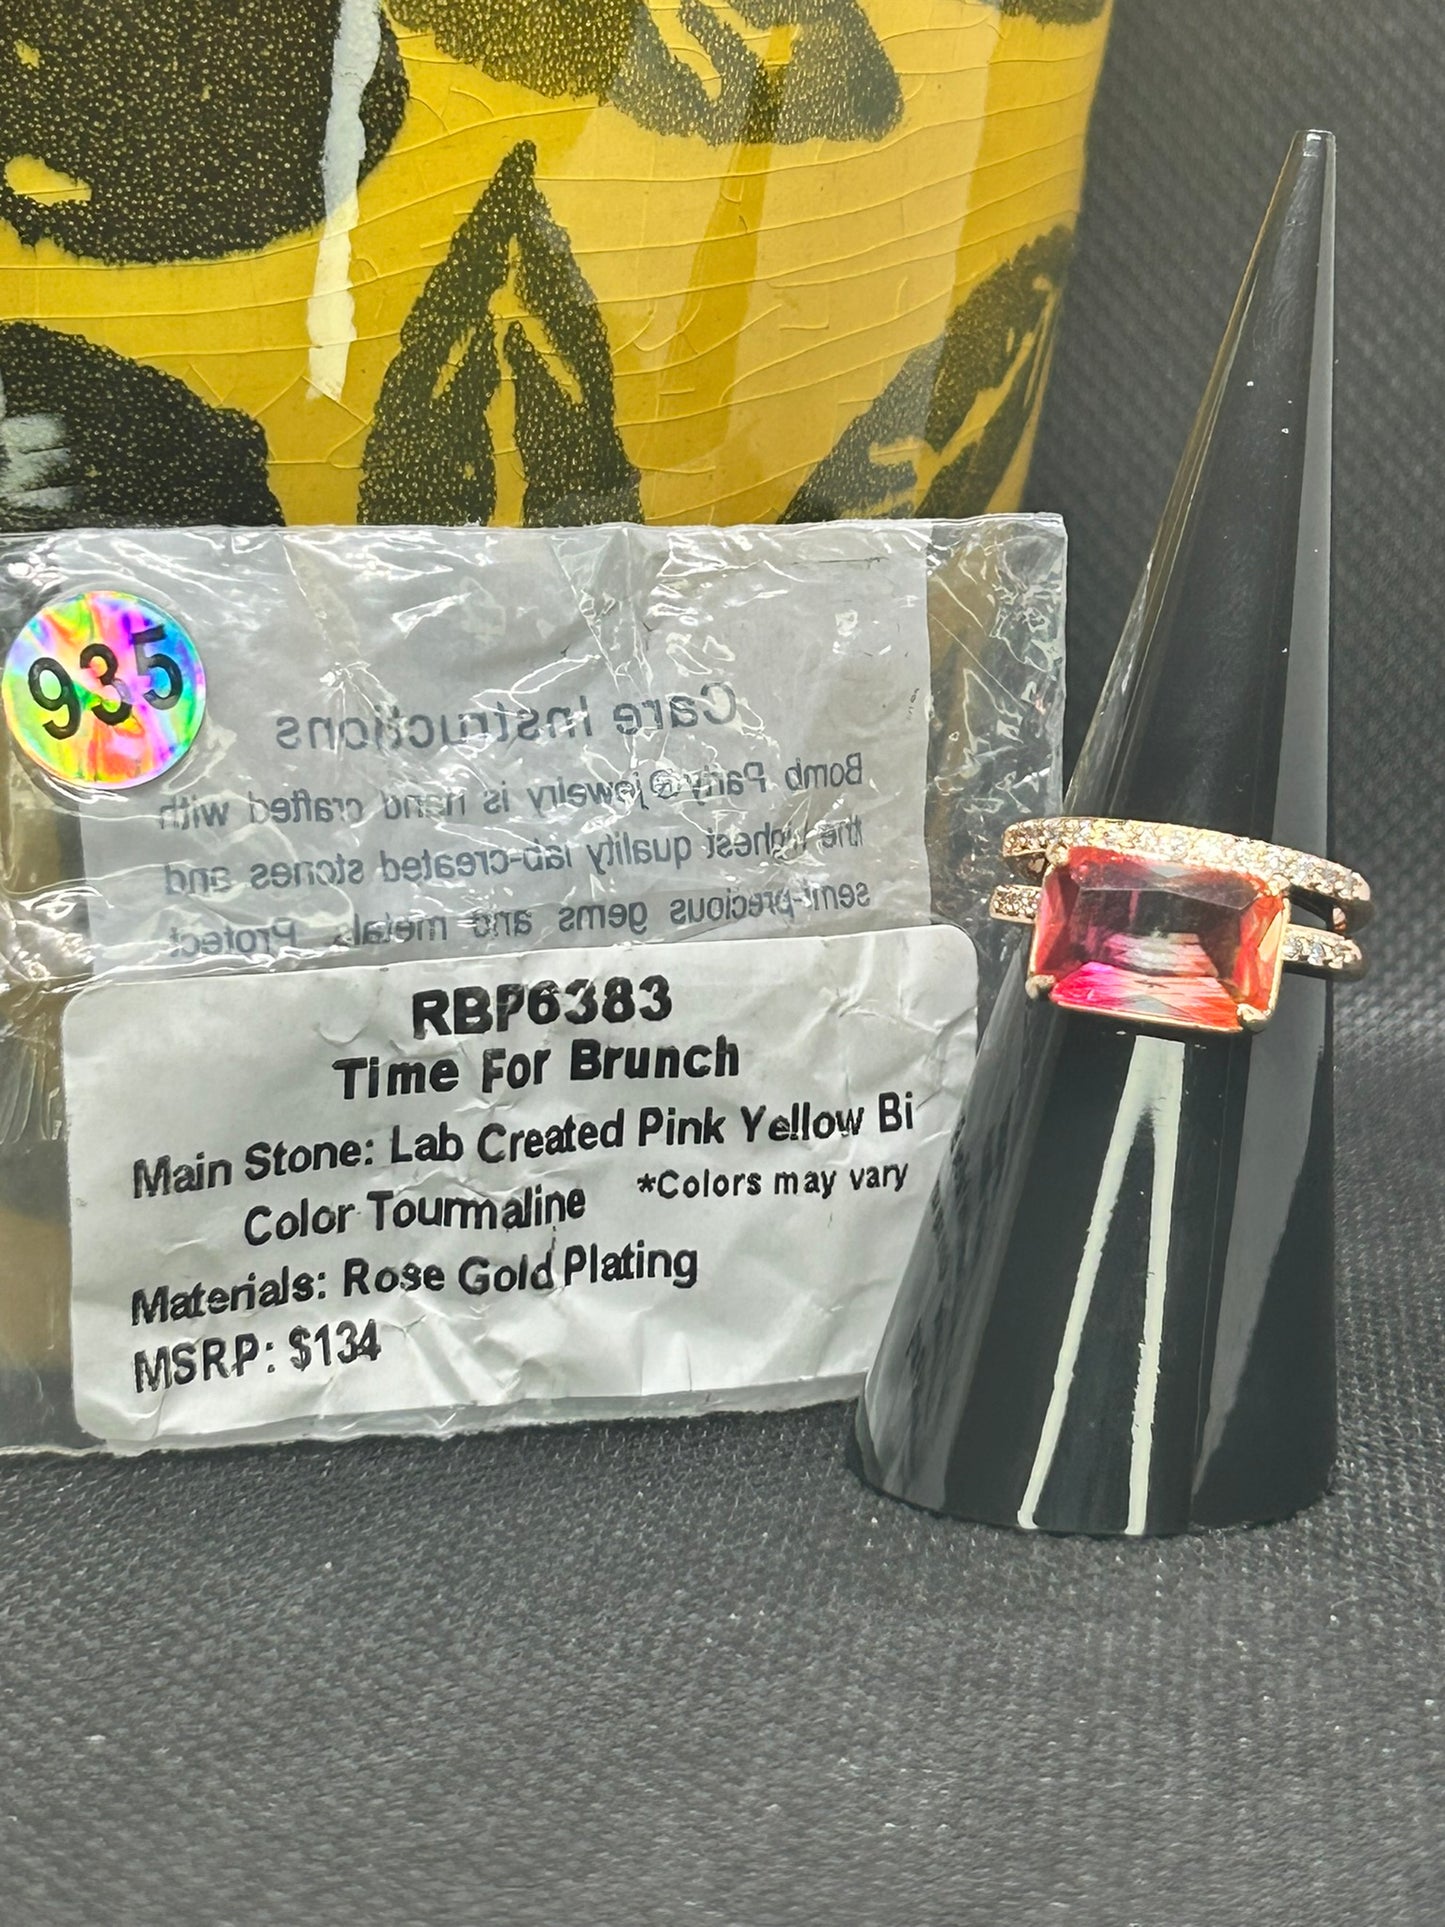 935
Care Instructions
Bomb Party® jewelry is hand crafted with
the highest quality lab-created stones and
semi-precious gems and metals. Protect
RBP6383
Time For Brunch
Main Stone: Lab Created Pink Yellow Bi
Color Tourmaline *Colors may vary
Materials: Rose Gold Plating
MSRP: $134